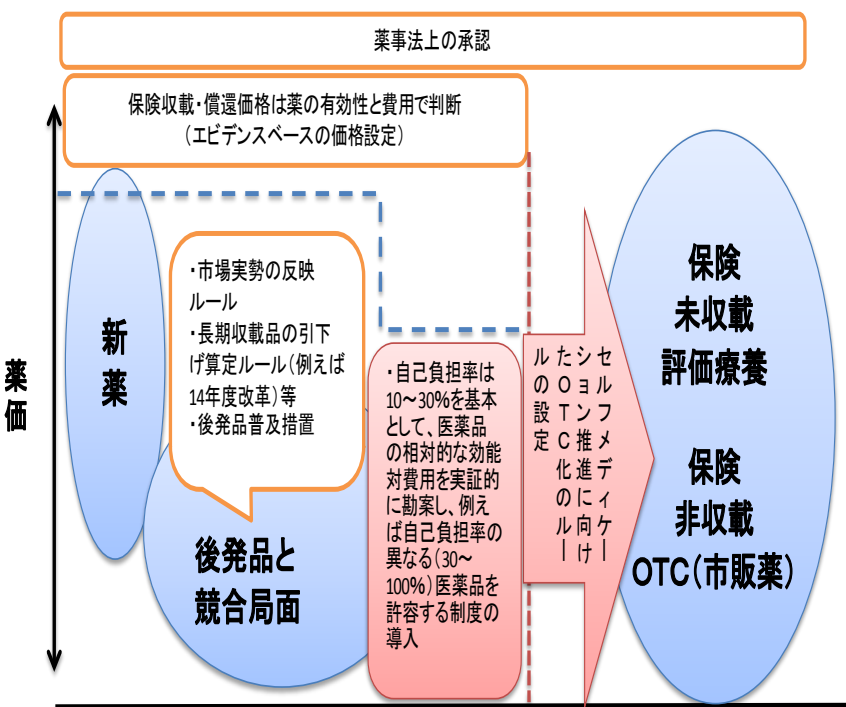 薬事法上の承認
保険収載・償還価格は薬の有効性と費用で判断
（エビデンスベースの価格設定）
薬価
新薬
・市場実勢の反映
ルール
・長期収載品の引下
げ算定ルール（例えば
14年度改革）等
・後発品普及措置
後発品と
競合局面
・自己負担率は
10～30%を基本
として、医薬品
の相対的な効能
対費用を実証的
に勘案し、例え
ば自己負担率の
異なる（30～
100%）医薬品を
許容する制度の
導入
セルフメディケー
ション推進に向け
たＯＴＣ化のルー
ルの設定
保険
未収載
評価療養
保険
非収載
OTC（市販薬）